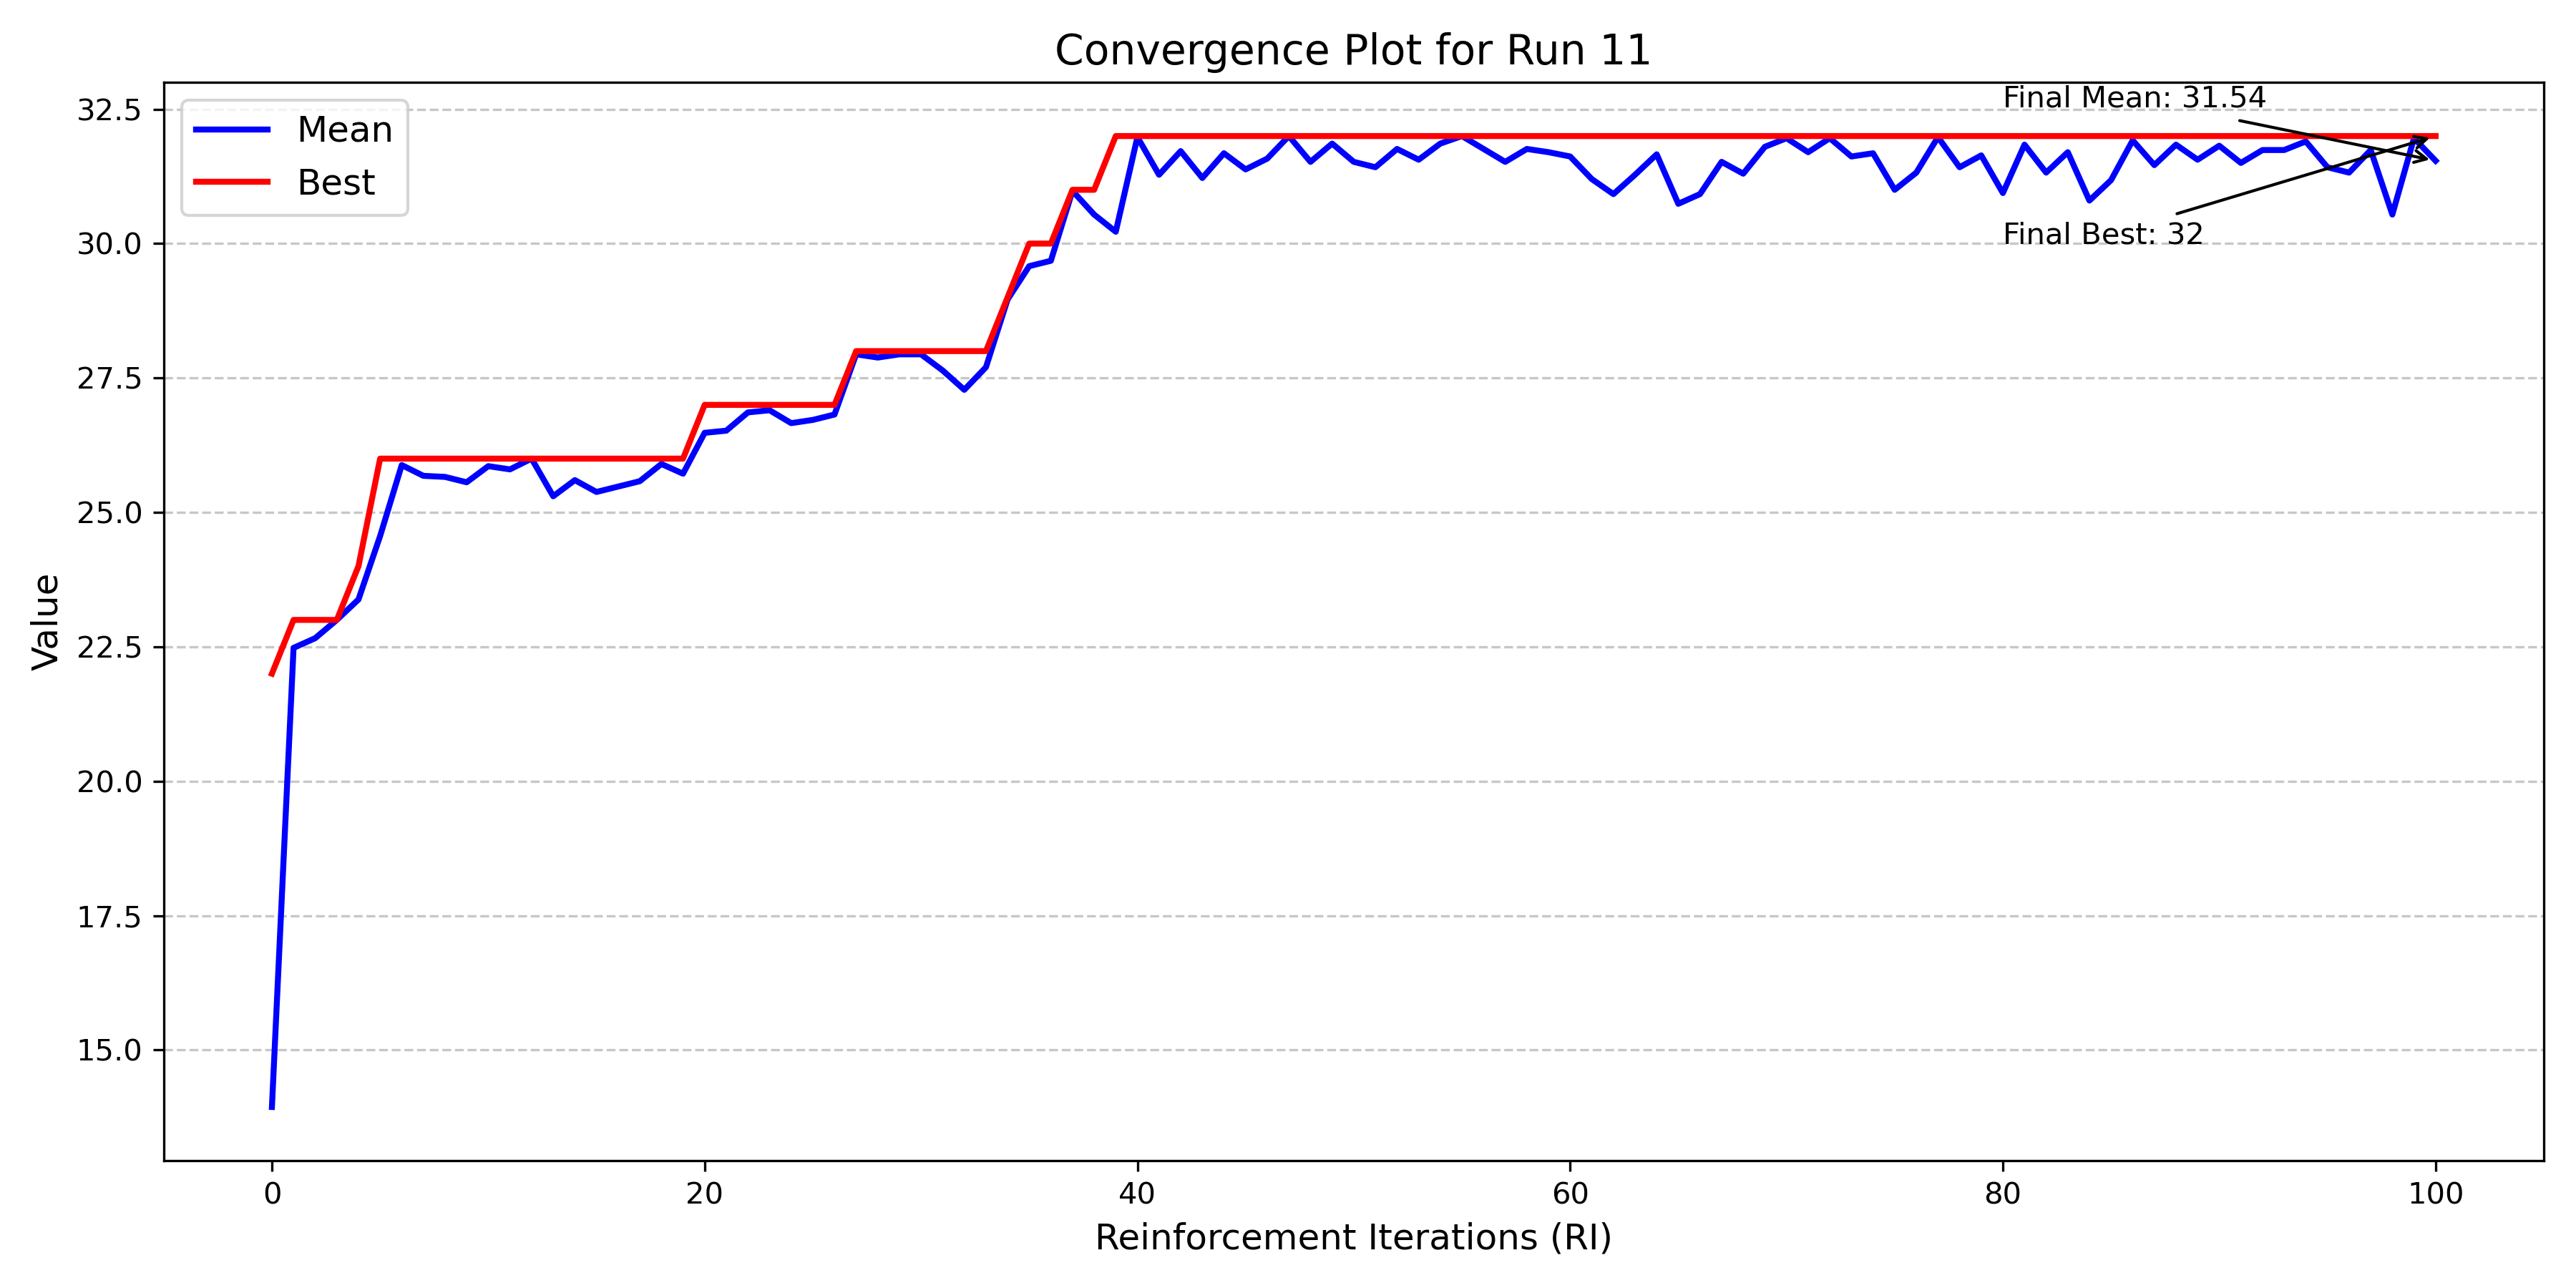 Convergence Plot for Run 11
Mean
Best
Final Mean: 31.54
Final Best: 32
Value
32.5
30.0
27.5
25.0
22.5
20.0
17.5
15.0
0 20 40 60 80 100
Reinforcement Iterations (RI)